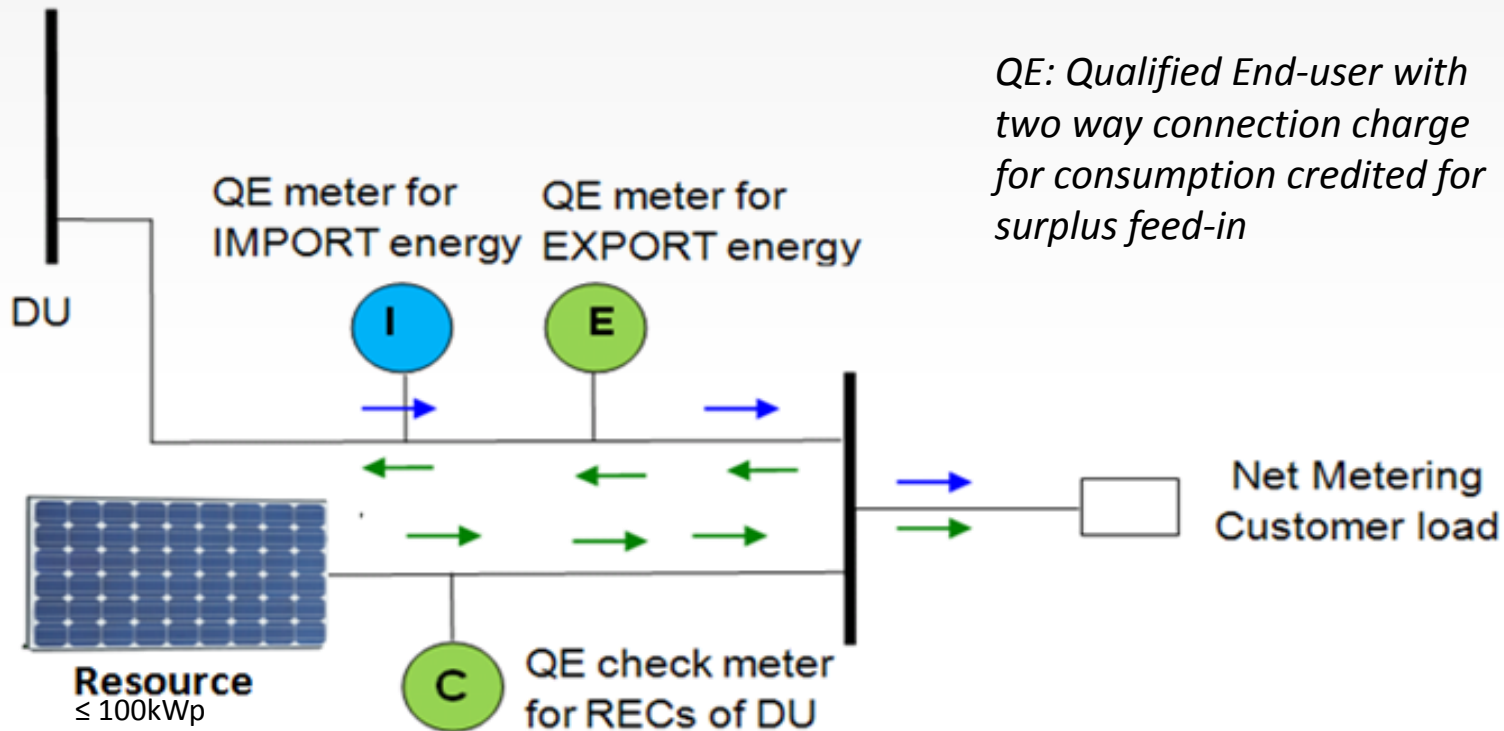 QE: Qualified End-user with
two way connection charge
for consumption credited for
surplus feed-in
QE meter for
IMPORT energy
QE meter for
EXPORT energy
DU
I
E
Net Metering
Customer load
Resource
≤ 100kWp
C
QE check meter
for RECs of DU